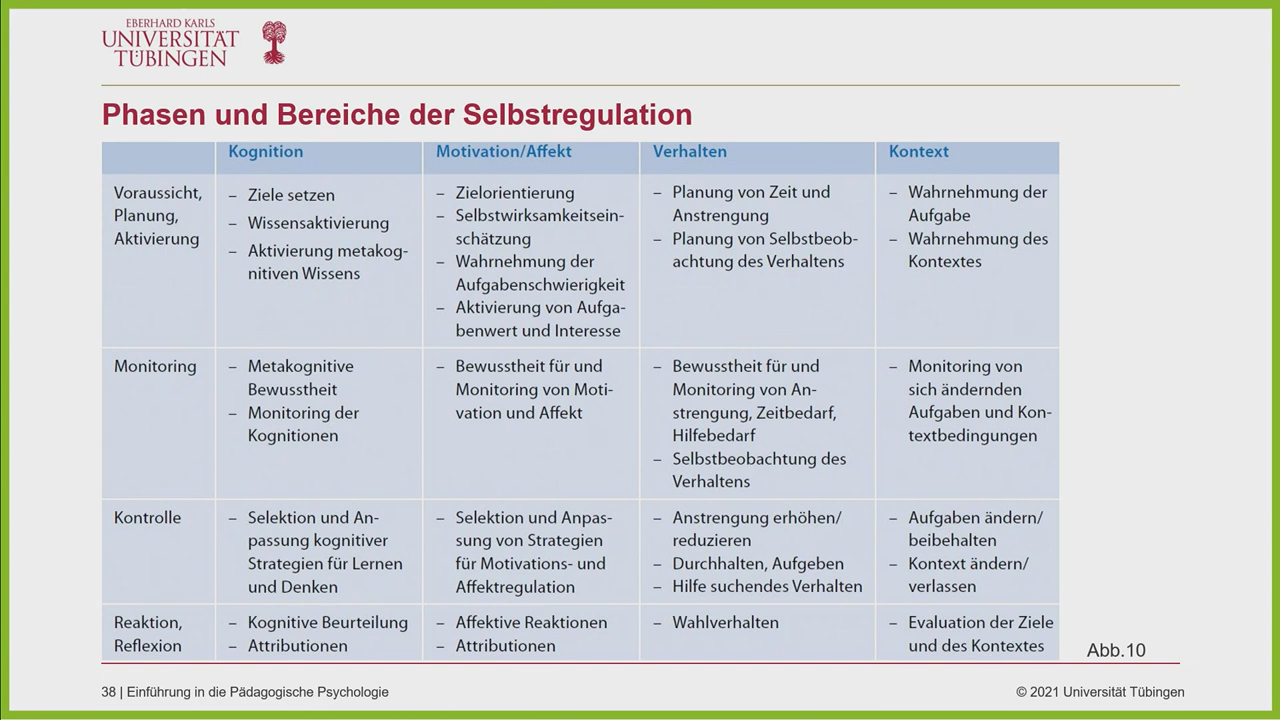 EBERHARD KARLS
UNIVERSITÄT
TÜBINGEN
Phasen und Bereiche der Selbstregulation
Kognition
Motivation/Affekt
Verhalten
Kontext
Voraussicht,
Planung,
Aktivierung
– Ziele setzen
– Wissensaktivierung
– Aktivierung metakog-
nitiven Wissens
– Zielorientierung
– Selbstwirksamkeitsein-
schätzung
– Wahrnehmung der
Aufgabenschwierigkeit
– Aktivierung von Aufga-
benwert und Interesse
– Planung von Zeit und
Anstrengung
– Planung von Selbstbeob-
achtung des Verhaltens
– Wahrnehmung der
Aufgabe
– Wahrnehmung des
Kontextes
Monitoring
– Metakognitive
Bewusstheit
– Monitoring der
Kognitionen
– Bewusstheit für und
Monitoring von Moti-
vation und Affekt
– Bewusstheit für und
Monitoring von An-
strengung, Zeitbedarf,
Hilfebedarf
– Selbstbeobachtung des
Verhaltens
– Monitoring von
sich ändernden
Aufgaben und Kon-
textbedingungen
Kontrolle
– Selektion und An-
passung kognitiver
Strategien für Lernen
und Denken
– Selektion und Anpas-
sung von Strategien
für Motivations- und
Affektregulation
– Anstrengung erhöhen/
reduzieren
– Durchhalten, Aufgeben
– Hilfe suchendes Verhalten
– Aufgaben ändern/
beibehalten
– Kontext ändern/
verlassen
Reaktion,
Reflexion
– Kognitive Beurteilung
– Attributionen
– Affektive Reaktionen
– Attributionen
– Wahlverhalten
– Evaluation der Ziele
und des Kontextes
Abb.10
38 | Einführung in die Pädagogische Psychologie
© 2021 Universität Tübingen